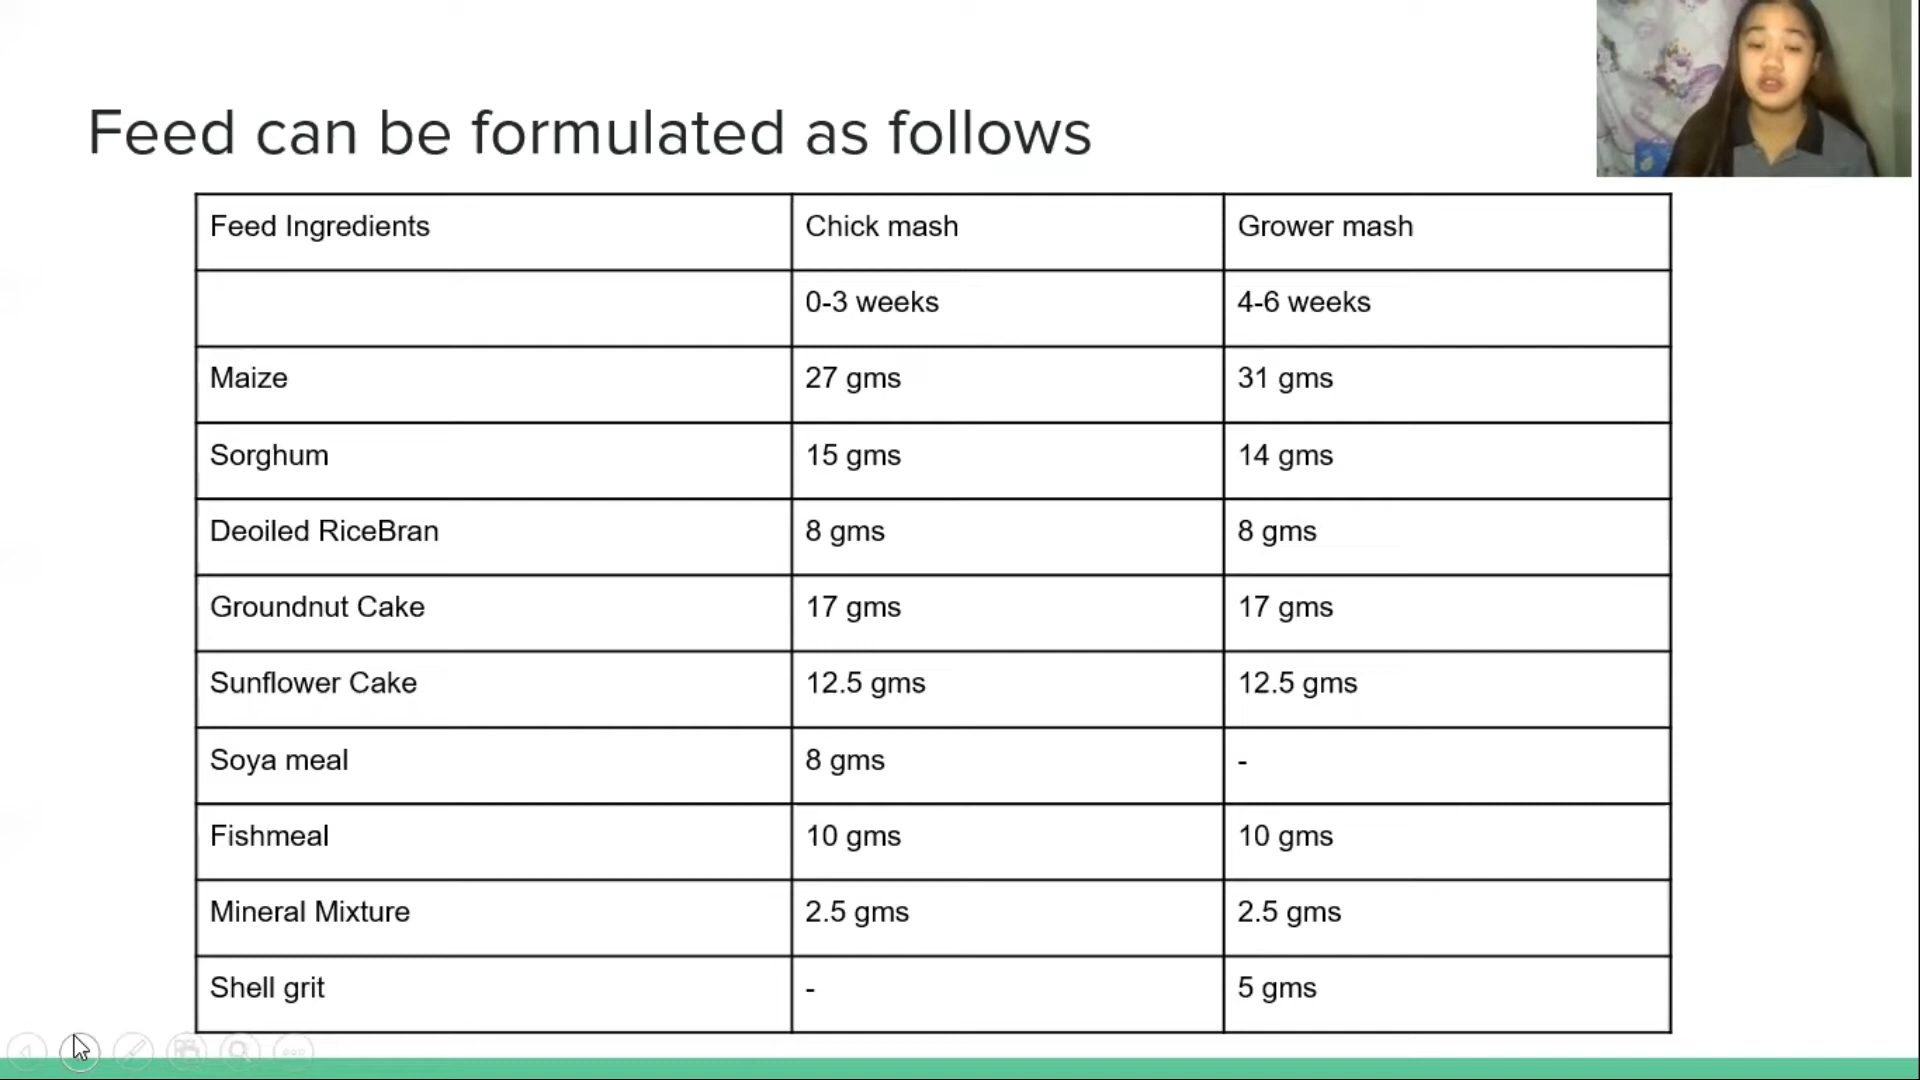 Feed can be formulated as follows
Feed Ingredients Chick mash Grower mash
0-3 weeks 4-6 weeks
Maize 27 gms 31 gms
Sorghum 15 gms 14 gms
Deoiled RiceBran 8 gms 8 gms
Groundnut Cake 17 gms 17 gms
Sunflower Cake 12.5 gms 12.5 gms
Soya meal 8 gms -
Fishmeal 10 gms 10 gms
Mineral Mixture 2.5 gms 2.5 gms
Shell grit - 5 gms